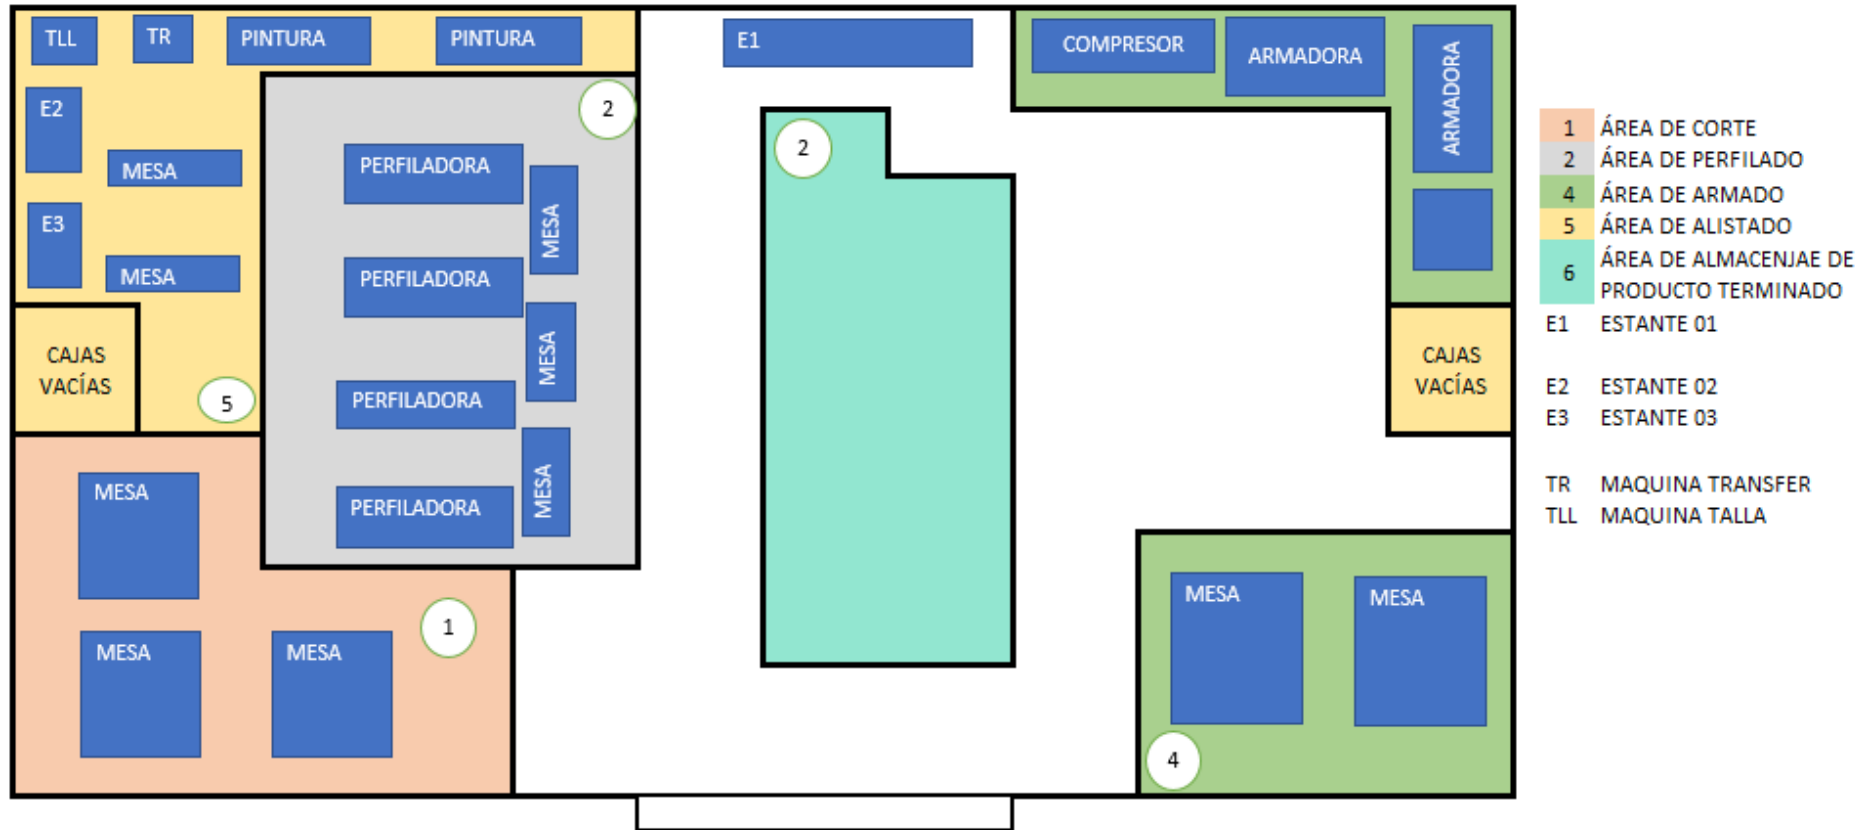 TLL
TR
PINTURA
PINTURA
E1
COMPRESOR
ARMADORA
ARMADORA
E2
2
MESA
PERFILADORA
2
E3
MESA
MESA
PERFILADORA
CAJAS
VACÍAS
MESA
5
PERFILADORA
MESA
PERFILADORA
CAJAS
VACÍAS
MESA
MESA
MESA
1
MESA
MESA
4
1 ÁREA DE CORTE
2 ÁREA DE PERFILADO
4 ÁREA DE ARMADO
5 ÁREA DE ALISTADO
6 ÁREA DE ALMACENJAE DE
PRODUCTO TERMINADO
E1 ESTANTE 01
E2 ESTANTE 02
E3 ESTANTE 03
TR MAQUINA TRANSFER
TLL MAQUINA TALLA